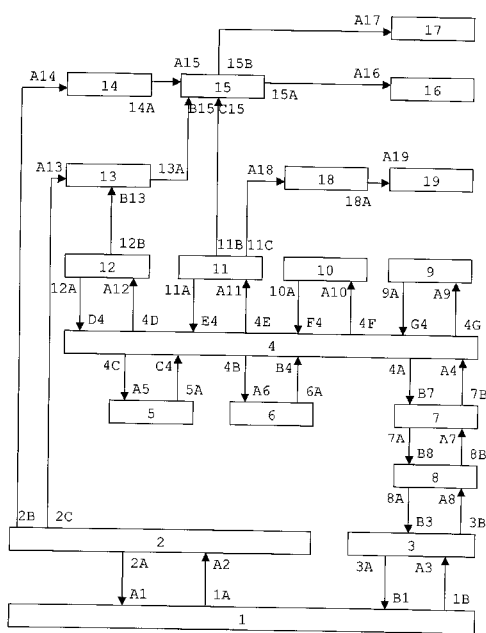 A17 17
A15 15B
A14 14 15 A16 16
14A B15 C15 15A
A13 13 13A A18 18 A19 19
B13 18A
12B 11B 11C
12 11 10 9
12A A12 11A A11 10A A10 9A A9
D4 4D E4 4E F4 4F G4 4G
4
4C C4 4B B4 4A A4
A5 5A A6 6A B7 7B
5 6 7
7A A7
B8 8B
8
8A A8
B3 3B
2B 2C
2 3
2A A2 3A A3
A1 1A B1 1B
1